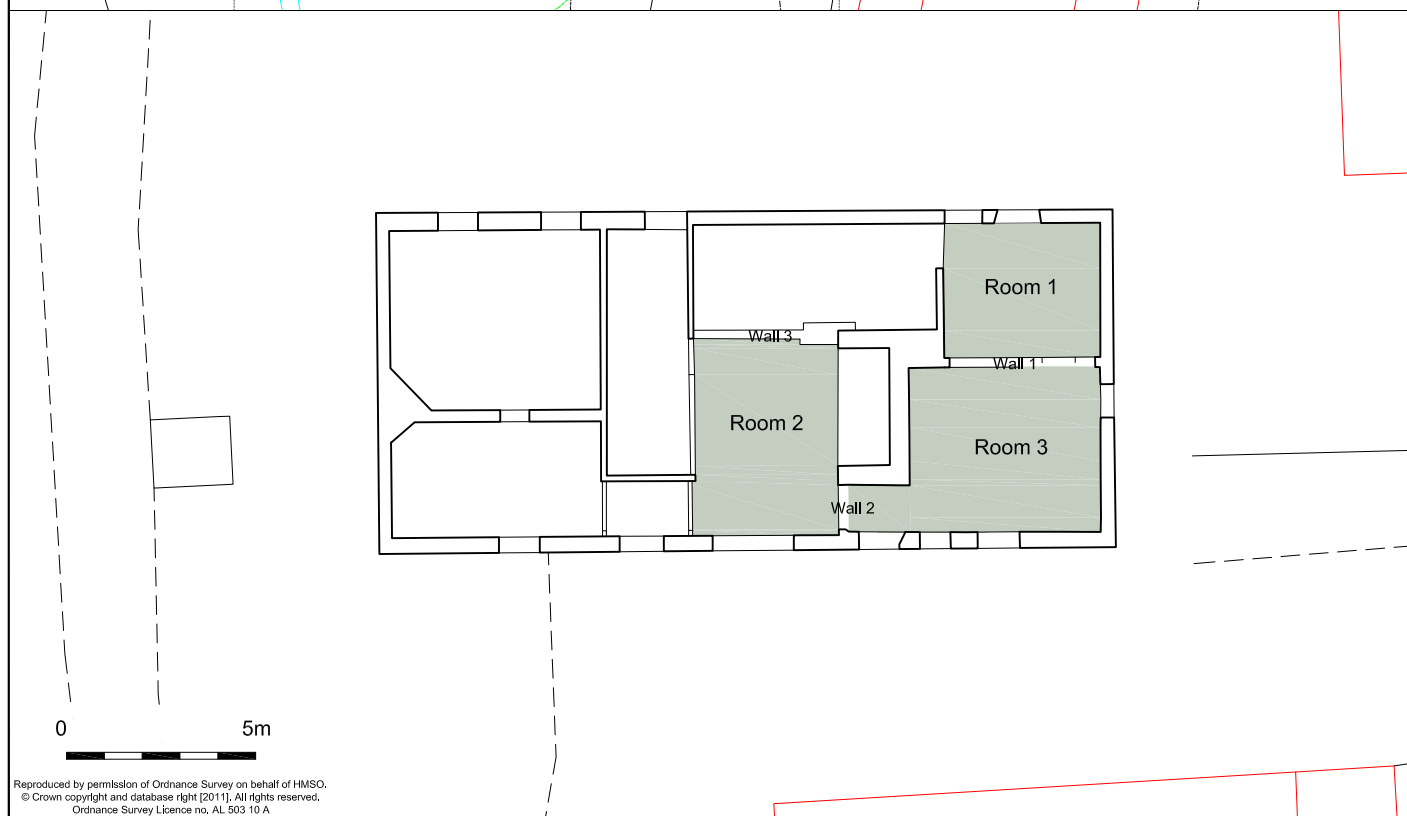 Room 1
Wall 3
Wall 1
Room 2
Room 3
Wall 2
0 5m
Reproduced by permission of Ordnance Survey on behalf of HMSO.
© Crown copyright and database right [2011]. All rights reserved.
Ordnance Survey Licence no. AL 503 10 A